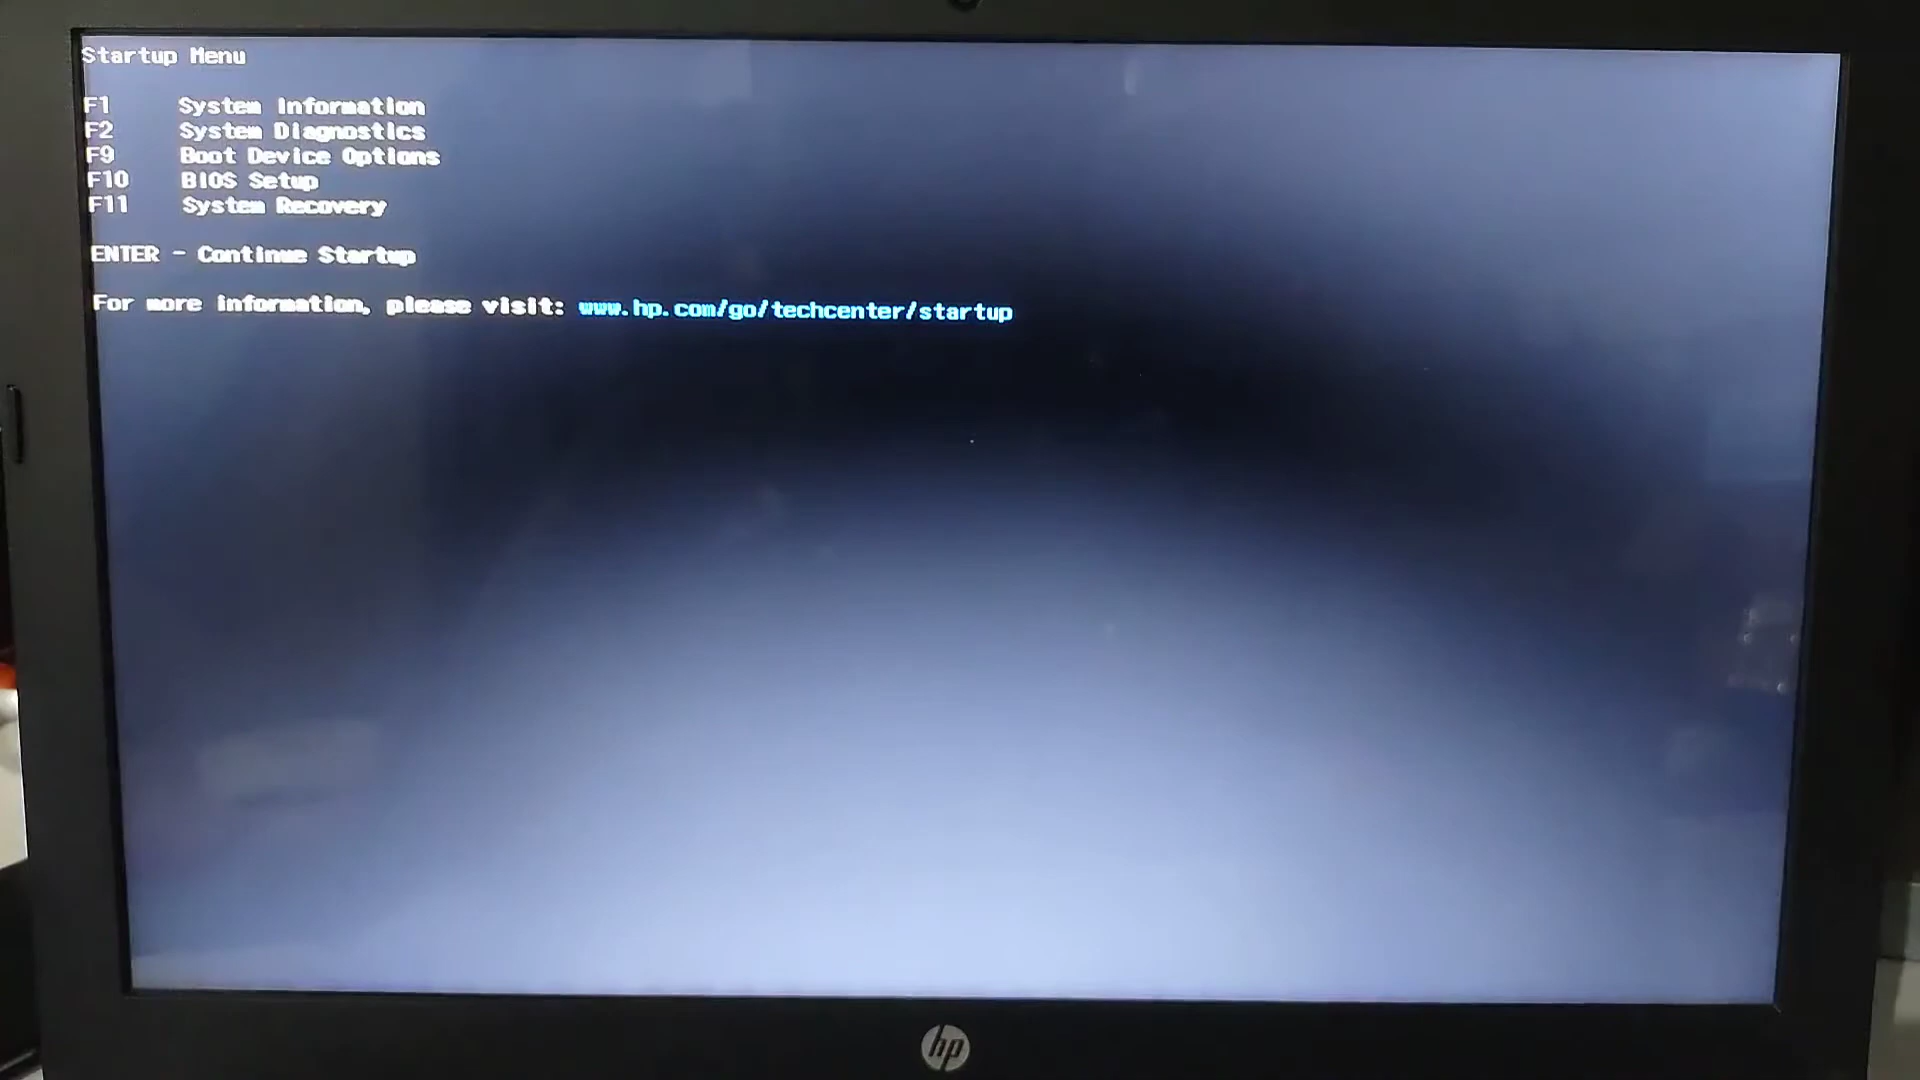 Startup Menu
F1 System Information
F2 System Diagnostics
F9 Boot Device Options
F10 BIOS Setup
F11 System Recovery
ENTER - Continue Startup
For more information, please visit: www.hp.com/go/techcenter/startup
hp